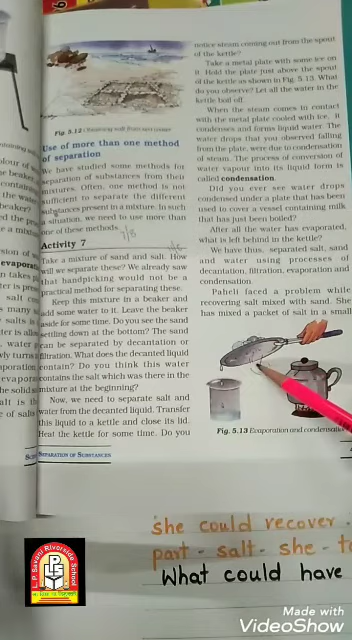 Fig. 5.12 Obtaining salt from sea water
Use of more than one method
of separation
We have studied some methods for
separation of substances from their
mixtures. Often, one method is not
sufficient to separate the different
substances present in a mixture. In such
a situation, we need to use more than
one of these methods.
Activity 7
Take a mixture of sand and salt. How
will we separate these? We already saw
that handpicking would not be a
practical method for separating these.
Keep this mixture in a beaker and
add some water to it. Leave the beaker
aside for some time. Do you see the sand
settling down at the bottom? The sand
can be separated by decantation or
filtration. What does the decanted liquid
contain? Do you think this water
contains the salt which was there in the
mixture at the beginning?
Now, we need to separate salt and
water from the decanted liquid. Transfer
this liquid to a kettle and close its lid.
Heat the kettle for some time. Do you
SEPARATION OF SUBSTANCES
notice steam coming out from the spout
of the kettle?
Take a metal plate with some ice on
it. Hold the plate just above the spout
of the kettle as shown in Fig. 5.13. What
do you observe? Let all the water in the
kettle boil off.
When the steam comes in contact
with the metal plate cooled with ice, it
condenses and forms liquid water. The
water drops that you observed falling
from the plate, were due to condensation
of steam. The process of conversion of
water vapour into its liquid form is
called condensation.
Did you ever see water drops
condensed under a plate that has been
used to cover a vessel containing milk
that has just been boiled?
After all the water has evaporated,
what is left behind in the kettle?
We have thus, separated salt, sand
and water using processes of
decantation, filtration, evaporation and
condensation.
Paheli faced a problem while
recovering salt mixed with sand. She
has mixed a packet of salt in a small
Fig. 5.13 Evaporation and condensation
she could recover
part - salt - she - to
What could have
L P Savani Riverside School
LPS
Made with
VideoShow